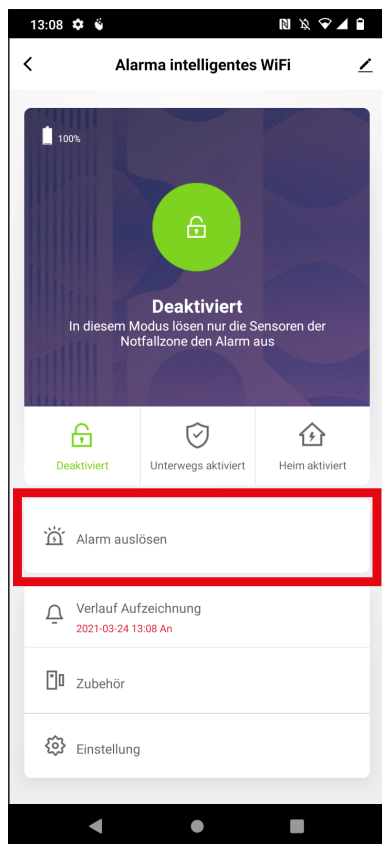 13:08
Alarma intelligentes WiFi
100%
Deaktiviert
In diesem Modus lösen nur die Sensoren der
Notfallzone den Alarm aus
Deaktiviert
Unterwegs aktiviert
Heim aktiviert
Alarm auslösen
Verlauf Aufzeichnung
2021-03-24 13:08 An
Zubehör
Einstellung